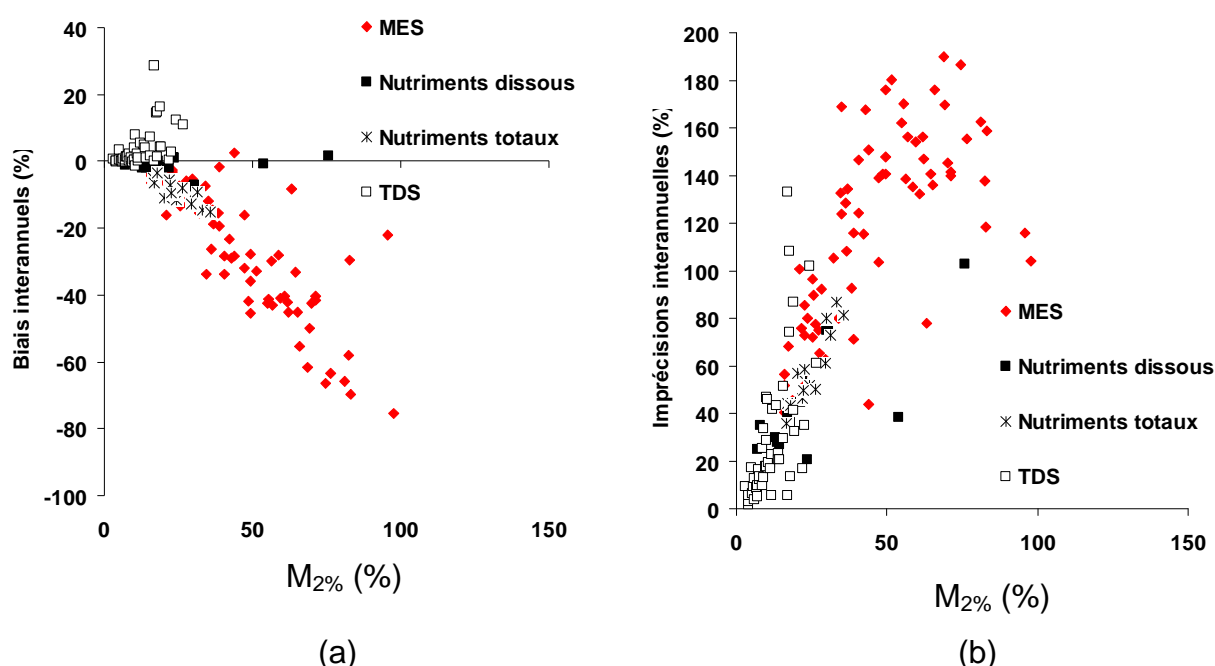 40
20
0
-20
-40
-60
-80
-100
Biais interannuels (%)
MES
Nutriments dissous
Nutriments totaux
TDS
0
50
100
150
M2% (%)
(a)
200
180
160
140
120
100
80
60
40
20
0
Imprécisions interannuelles (%)
MES
Nutriments dissous
Nutriments totaux
TDS
0
50
100
150
M2% (%)
(b)